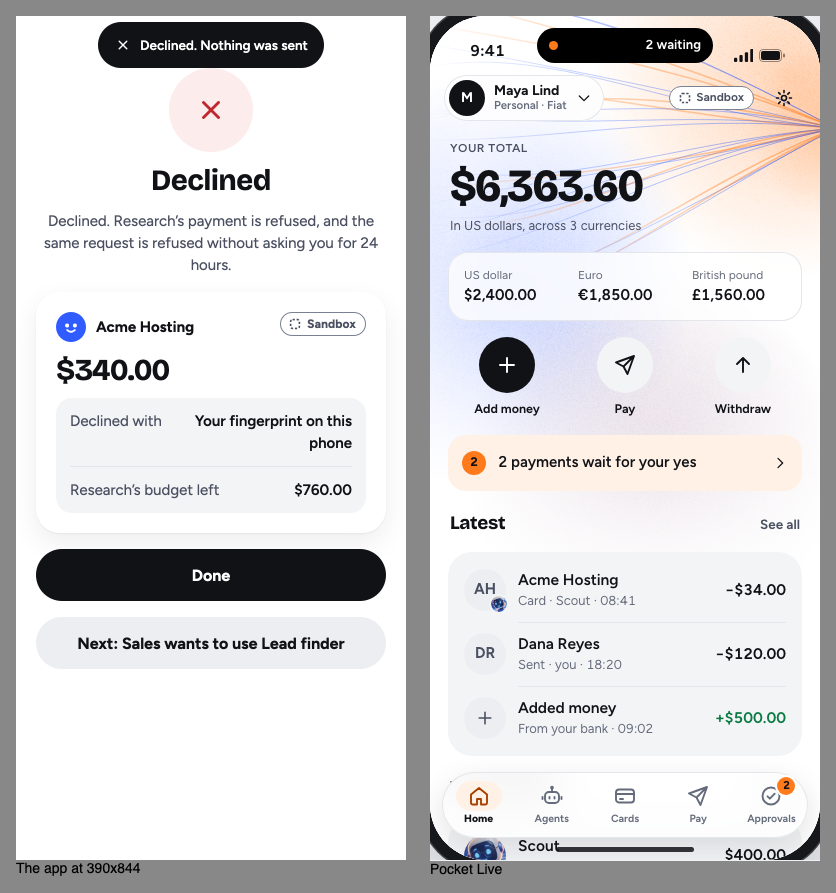 Declined. Nothing was sent
Declined
Declined. Research's payment is refused, and the
same request is refused without asking you for 24
hours.
Acme Hosting
Sandbox
$340.00
Declined with
Your fingerprint on this
phone
Research's budget left
$760.00
Done
Next: Sales wants to use Lead finder
The app at 390x844
9:41
2 waiting
M
Maya Lind
Personal · Fiat
Sandbox
YOUR TOTAL
$6,363.60
In US dollars, across 3 currencies
US dollar
$2,400.00
Euro
€1,850.00
British pound
£1,560.00
Add money
Pay
Withdraw
2
2 payments wait for your yes
Latest
See all
AH
Acme Hosting
Card · Scout · 08:41
−$34.00
DR
Dana Reyes
Sent · you · 18:20
−$120.00
Added money
From your bank · 09:02
+$500.00
Home
Agents
Cards
Pay
2
Approvals
Scout
$400.00
Pocket Live